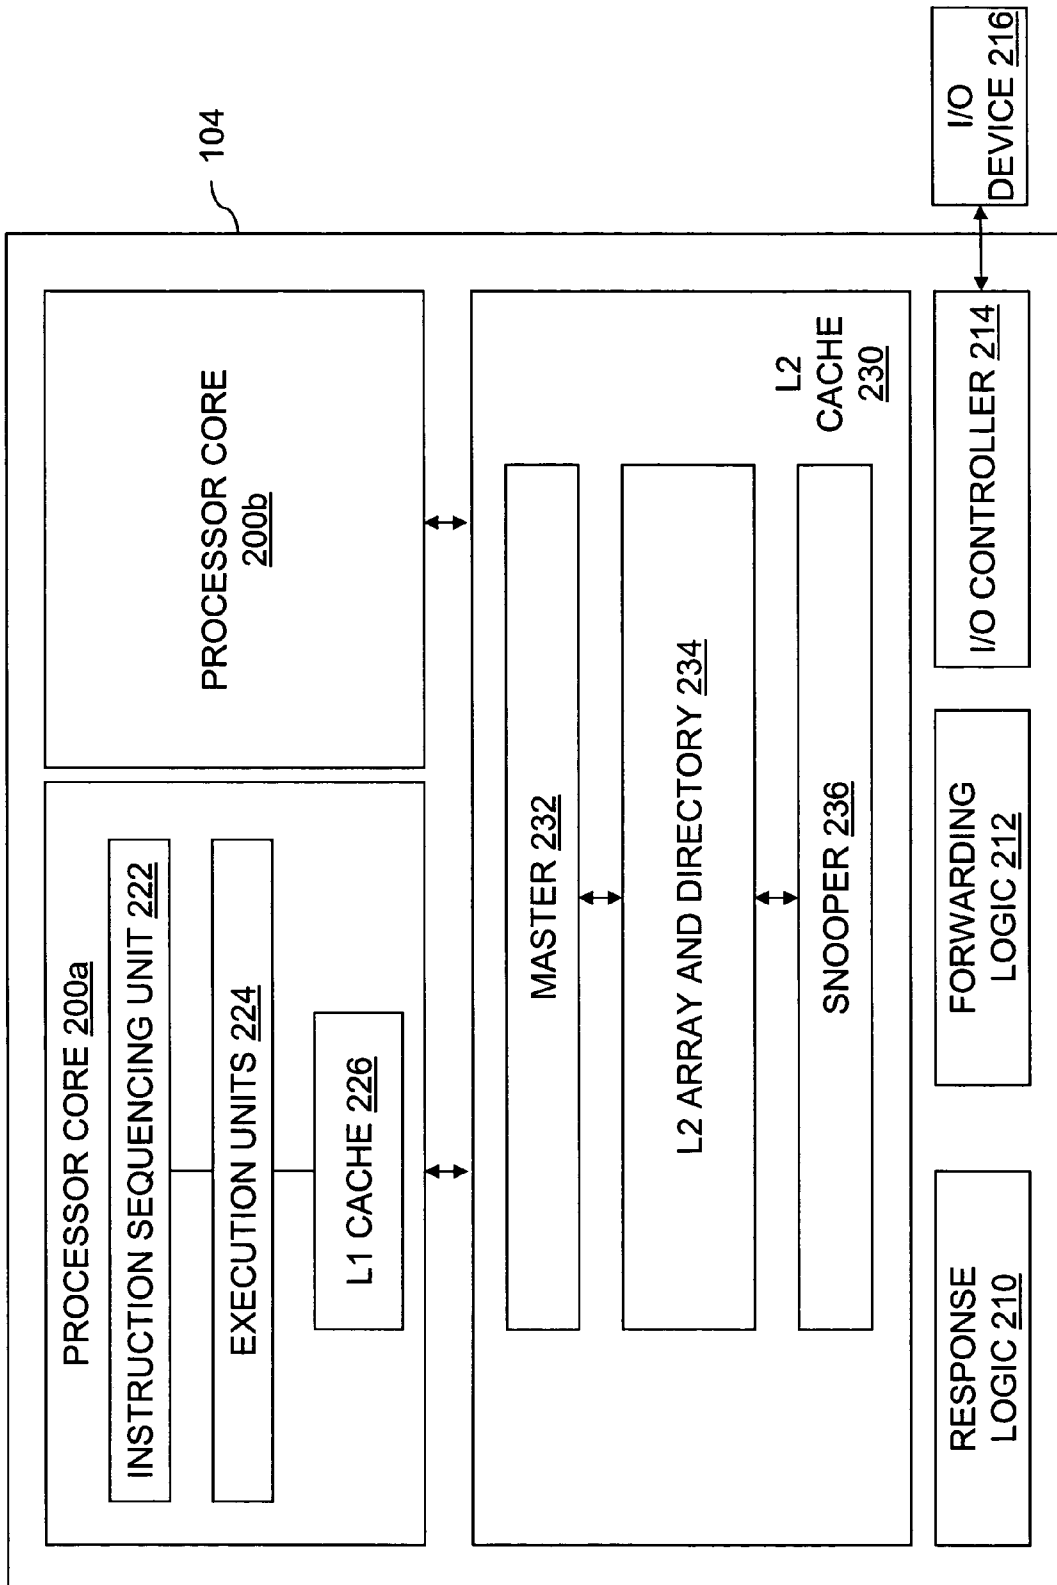 104
PROCESSOR CORE 200a
INSTRUCTION SEQUENCING UNIT 222
EXECUTION UNITS 224
L1 CACHE 226
PROCESSOR CORE
200b
MASTER 232
L2 ARRAY AND DIRECTORY 234
SNOOPER 236
L2
CACHE
230
RESPONSE
LOGIC 210
FORWARDING
LOGIC 212
I/O CONTROLLER 214
I/O
DEVICE 216